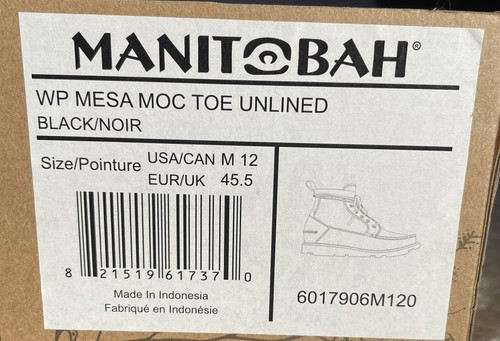 MANITOBAH®
WP MESA MOC TOE UNLINED
BLACK/NOIR
Size/Pointure USA/CAN M 12
EUR/UK 45.5
8 21519 61737 0
Made In Indonesia
Fabriqué en Indonésie
6017906M120